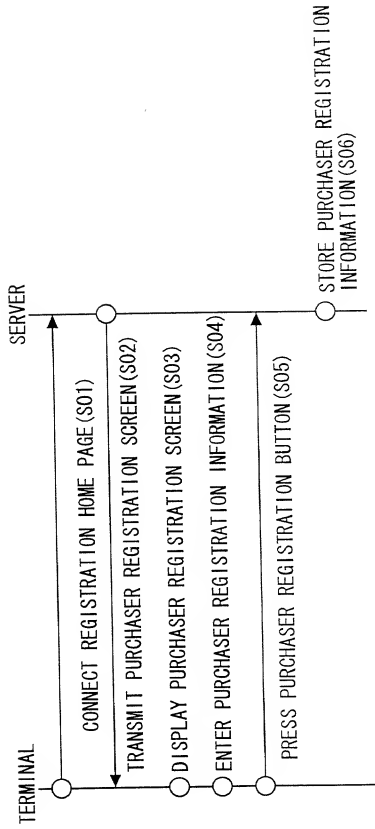 TERMINAL
SERVER
CONNECT REGISTRATION HOME PAGE(S01)
TRANSMIT PURCHASER REGISTRATION SCREEN(S02)
DISPLAY PURCHASER REGISTRATION SCREEN(S03)
ENTER PURCHASER REGISTRATION INFORMATION(S04)
PRESS PURCHASER REGISTRATION BUTTON(S05)
STORE PURCHASER REGISTRATION
INFORMATION(S06)